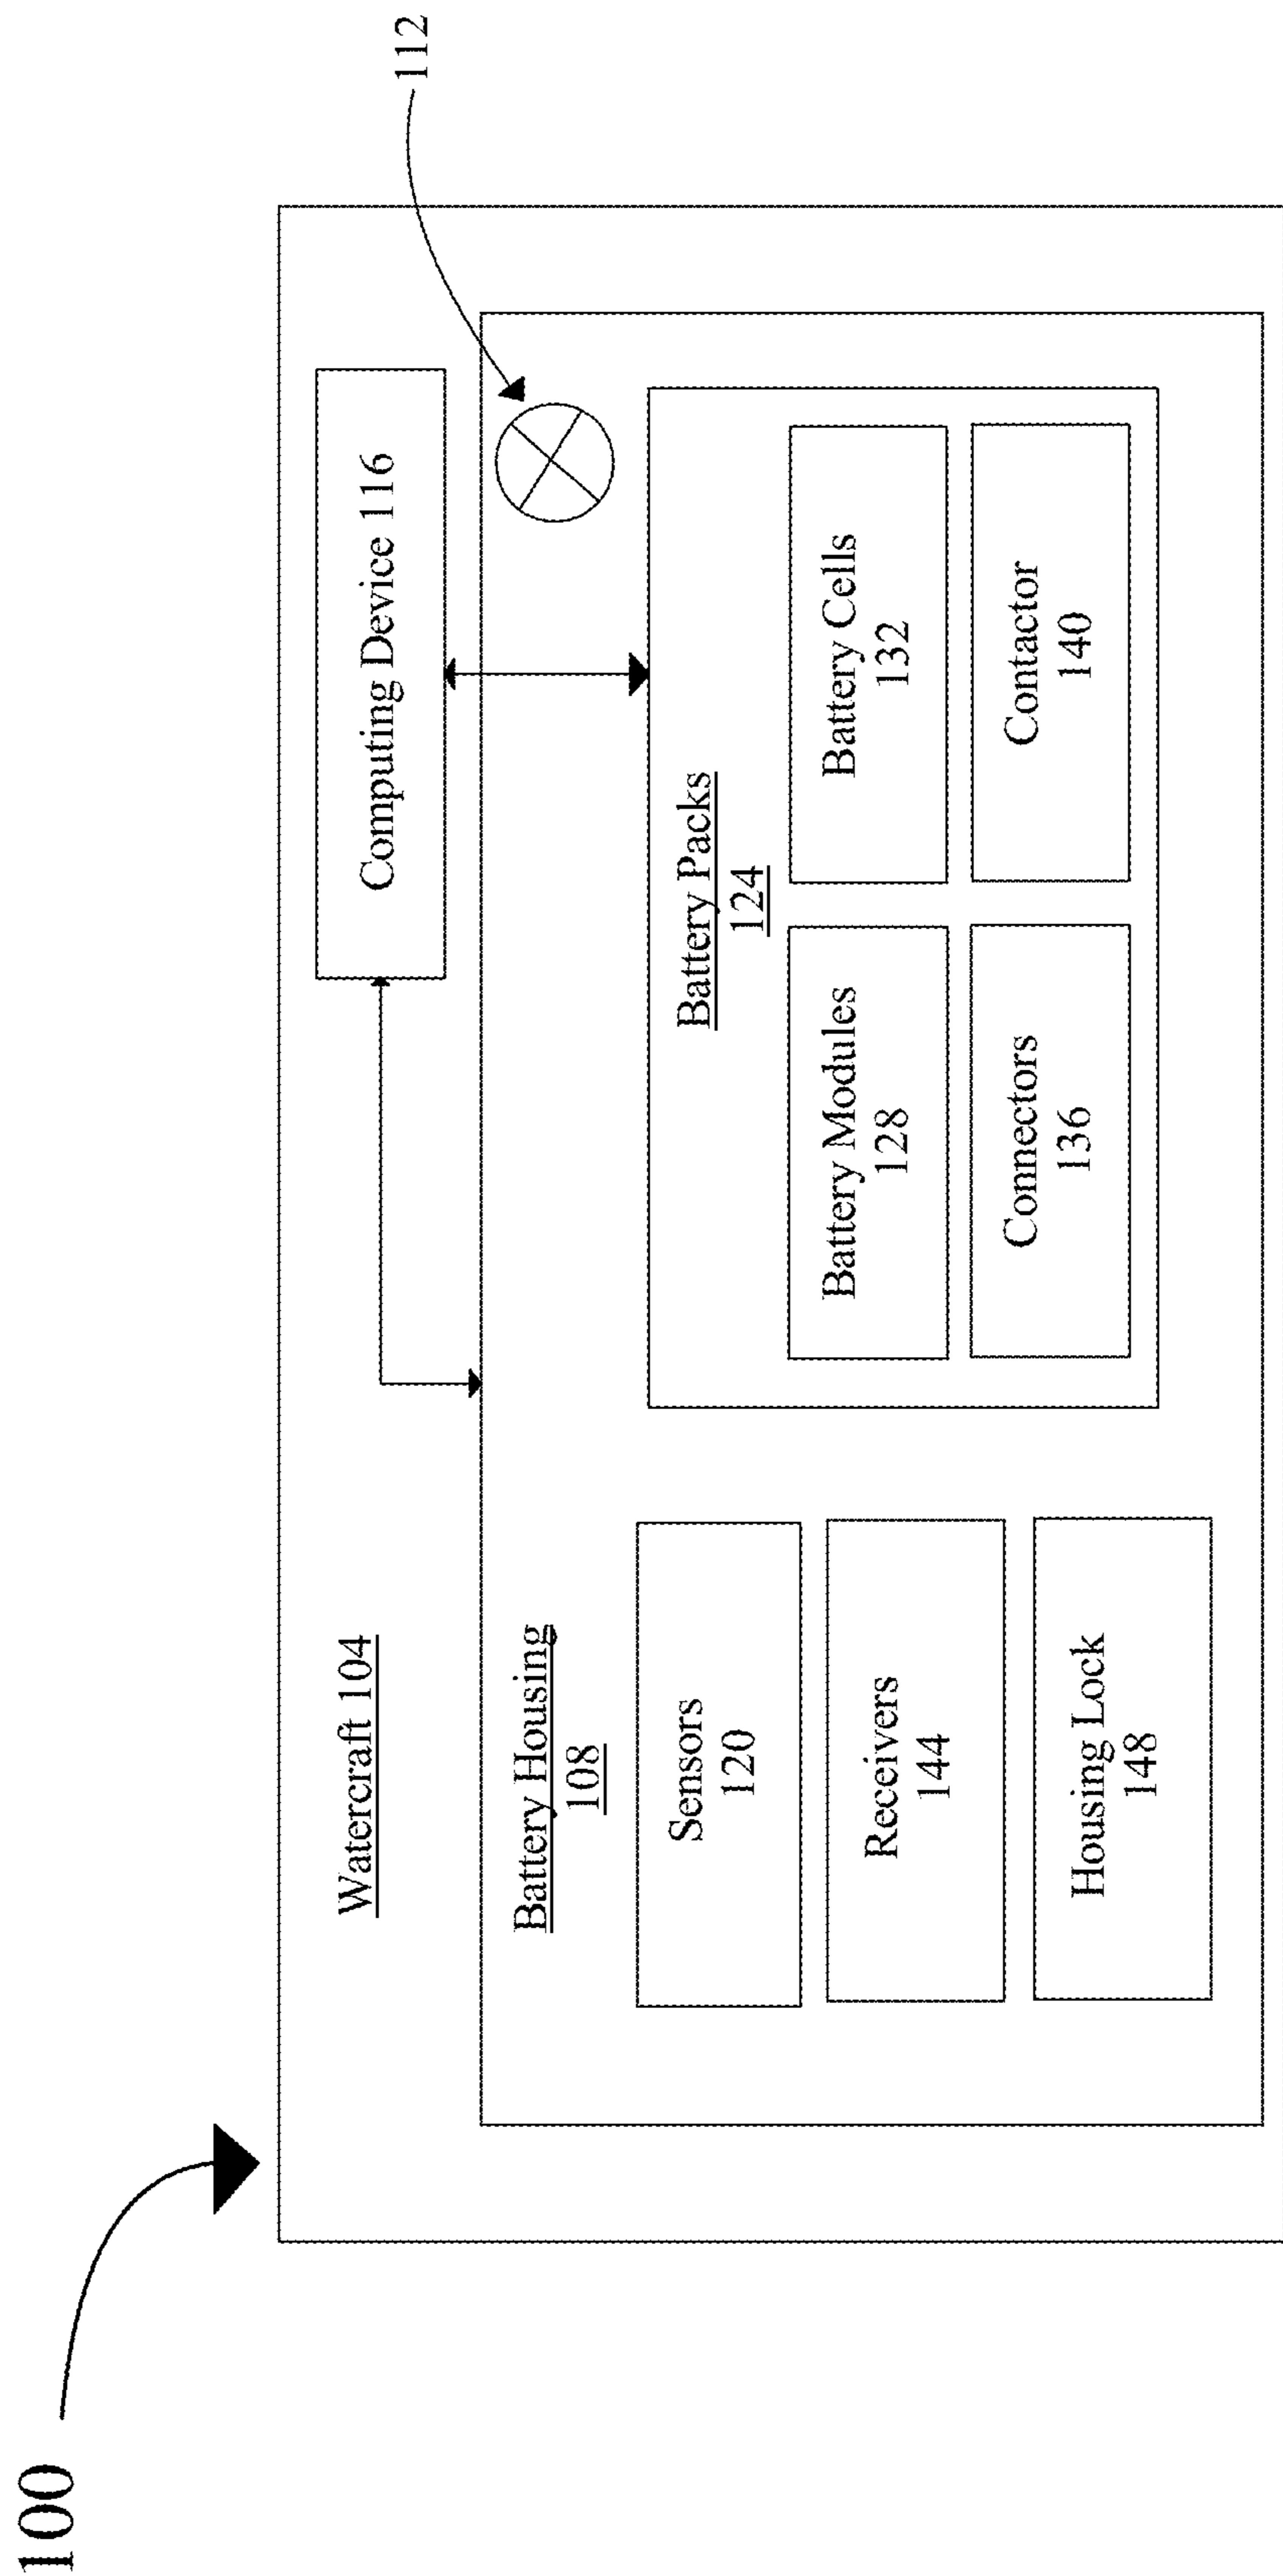 100
Watercraft 104
Computing Device 116
112
Battery Housing
108
Sensors
120
Receivers
144
Housing Lock
148
Battery Packs
124
Battery Modules
128
Battery Cells
132
Connectors
136
Contactor
140